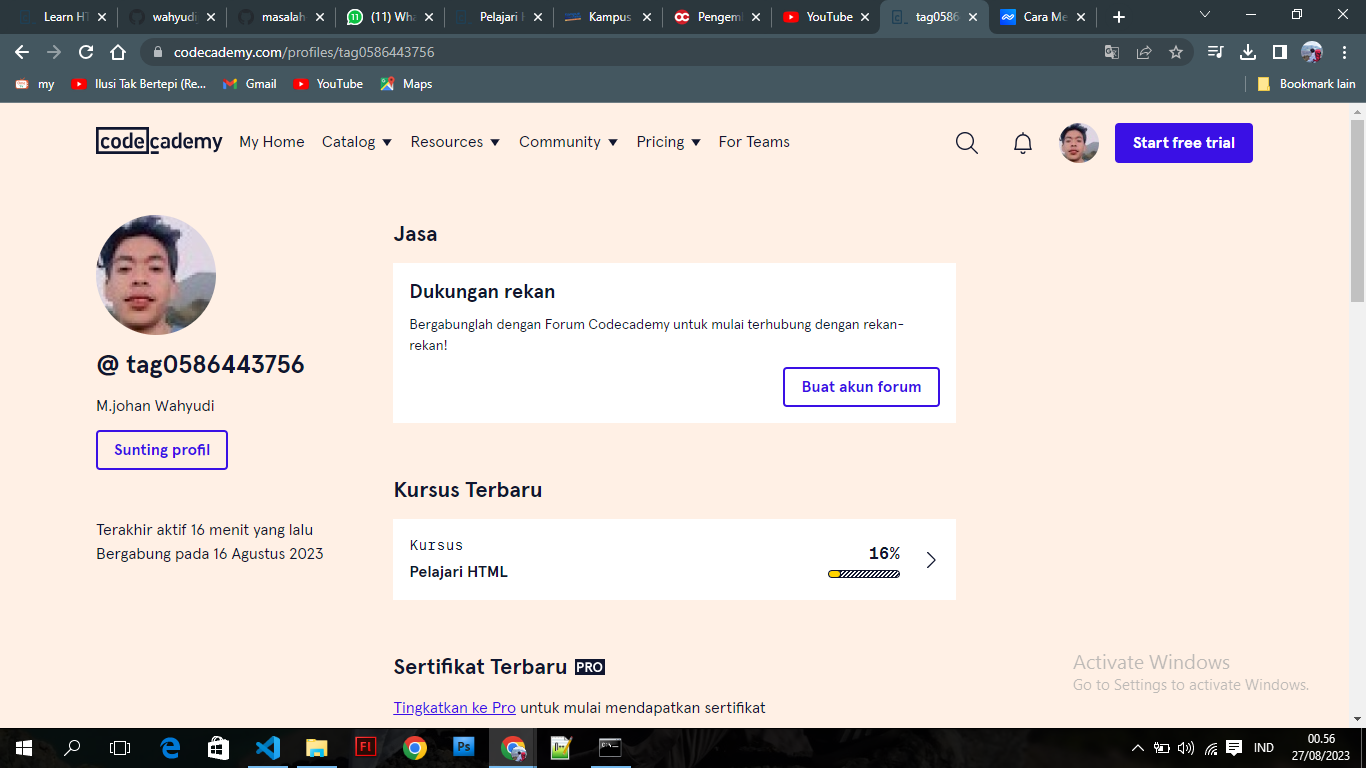 Learn HT
wahyudi
masalah
(11) Wha
Pelajari H
Kampus
Pengem
YouTube
tag0586
Cara Me
codecademy.com/profiles/tag0586443756
my
Ilusi Tak Bertepi (Re...
Gmail
YouTube
Maps
Bookmark lain
codecademy
My Home
Catalog
Resources
Community
Pricing
For Teams
Start free trial
@ tag0586443756
M.johan Wahyudi
Sunting profil
Terakhir aktif 16 menit yang lalu
Bergabung pada 16 Agustus 2023
Jasa
Dukungan rekan
Bergabunglah dengan Forum Codecademy untuk mulai terhubung dengan rekan-
rekan!
Buat akun forum
Kursus Terbaru
Kursus
Pelajari HTML
16%
Sertifikat Terbaru PRO
Tingkatkan ke Pro untuk mulai mendapatkan sertifikat
Activate Windows
Go to Settings to activate Windows.
Fl
Ps
IND
00.56
27/08/2023